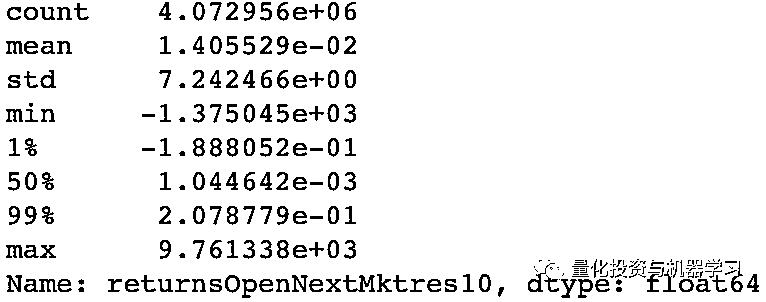 count 4.072956e+06
mean 1.405529e-02
std 7.242466e+00
min -1.375045e+03
1% -1.888052e-01
50% 1.044642e-03
99% 2.078779e-01
max 9.761338e+03
Name: returnsOpenNextMktres10, dtype: float64
量化投资与机器学习